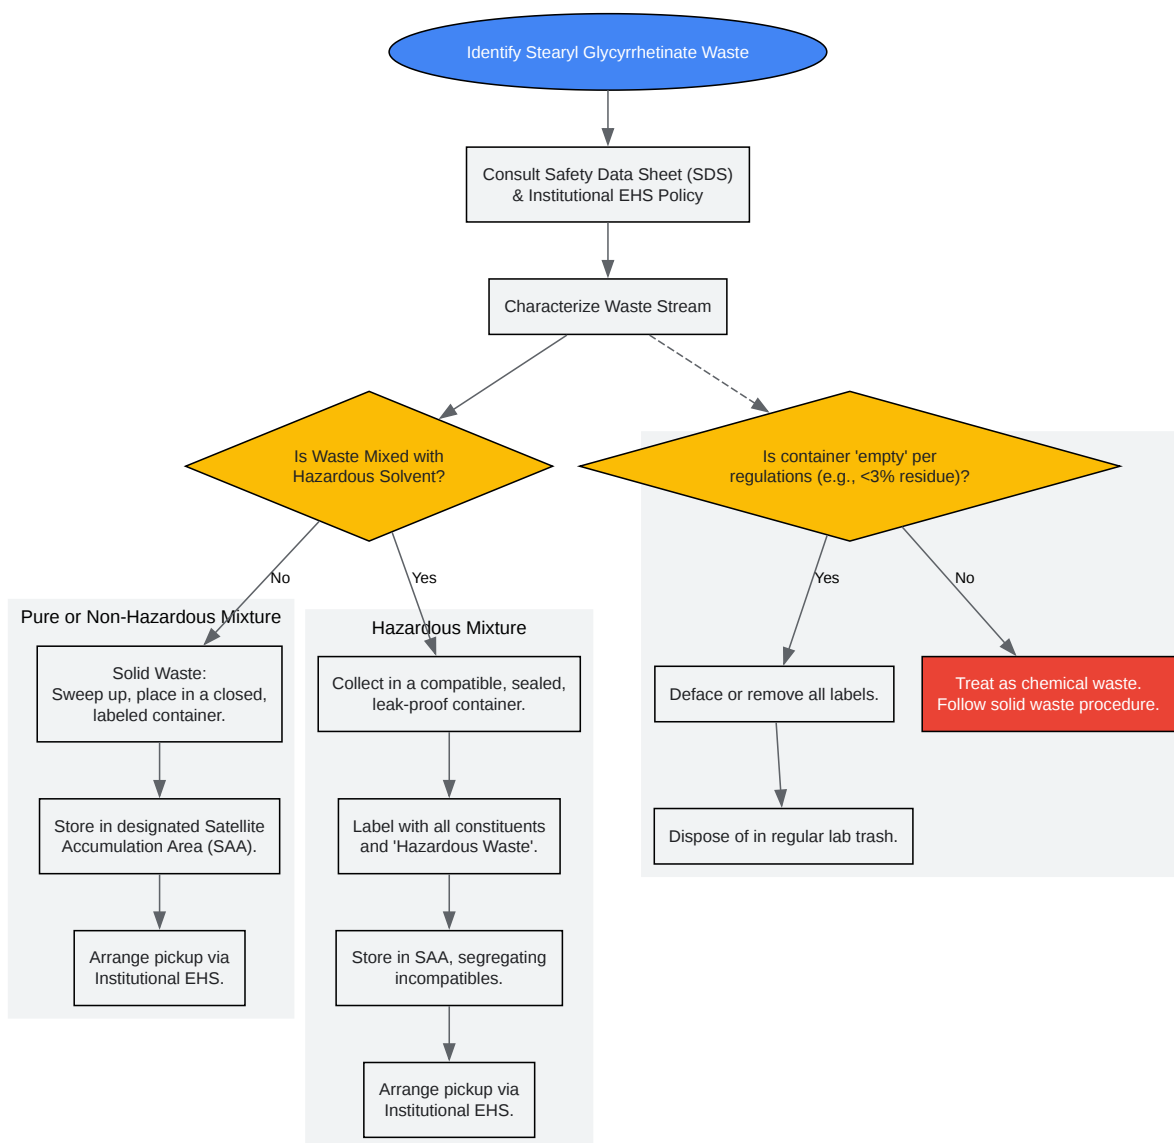 Identify Stearyl Glycyrrhetinate Waste
Consult Safety Data Sheet (SDS)
& Institutional EHS Policy
Characterize Waste Stream
Is Waste Mixed with
Hazardous Solvent?
Is container 'empty' per
regulations (e.g., <3% residue)?
No
Yes
Yes
No
Pure or Non-Hazardous Mixture
Solid Waste:
Sweep up, place in a closed,
labeled container.
Store in designated Satellite
Accumulation Area (SAA).
Arrange pickup via
Institutional EHS.
Hazardous Mixture
Collect in a compatible, sealed,
leak-proof container.
Label with all constituents
and 'Hazardous Waste'.
Store in SAA, segregating
incompatibles.
Arrange pickup via
Institutional EHS.
Deface or remove all labels.
Dispose of in regular lab trash.
Treat as chemical waste.
Follow solid waste procedure.